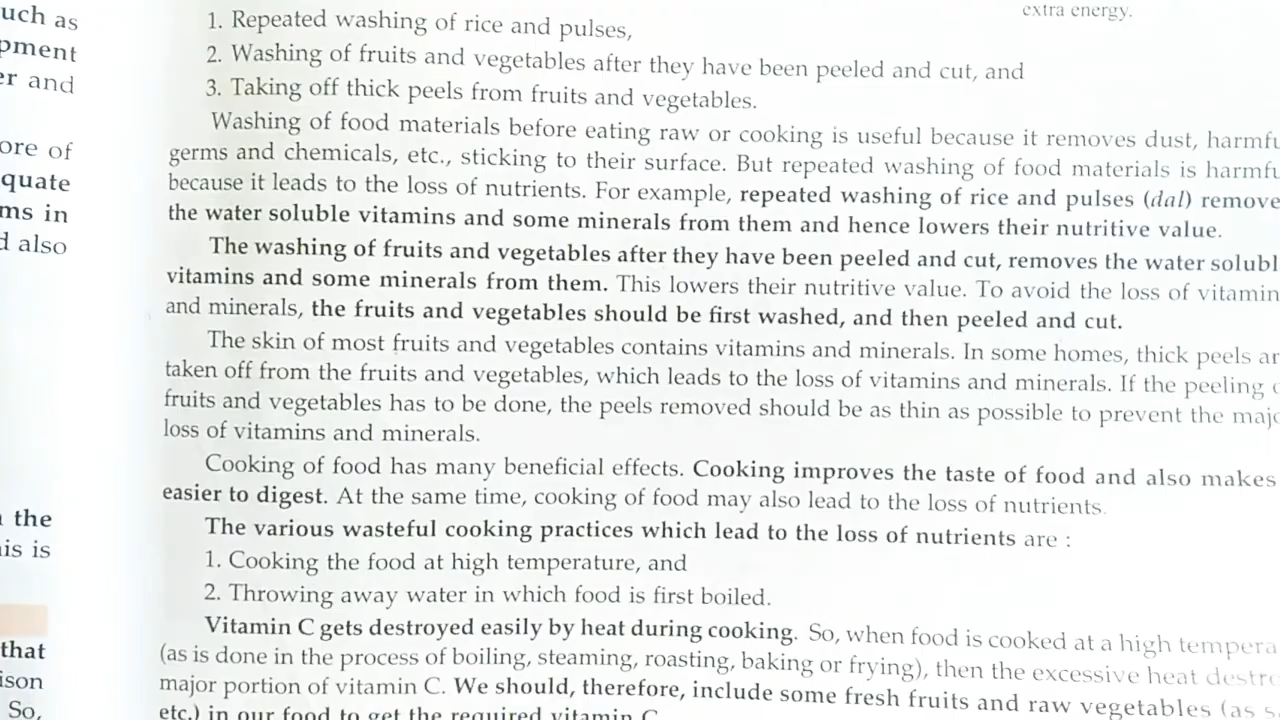 uch as
pment
er and
ore of
quate
ms in
d also
the
is is
that
ison
So,
extra energy.
1. Repeated washing of rice and pulses,
2. Washing of fruits and vegetables after they have been peeled and cut, and
3. Taking off thick peels from fruits and vegetables.
Washing of food materials before eating raw or cooking is useful because it removes dust, harmfu
germs and chemicals, etc., sticking to their surface. But repeated washing of food materials is harmfu
because it leads to the loss of nutrients. For example, repeated washing of rice and pulses (dal) remove
the water soluble vitamins and some minerals from them and hence lowers their nutritive value.
The washing of fruits and vegetables after they have been peeled and cut, removes the water solubl
vitamins and some minerals from them. This lowers their nutritive value. To avoid the loss of vitamin
and minerals, the fruits and vegetables should be first washed, and then peeled and cut.
The skin of most fruits and vegetables contains vitamins and minerals. In some homes, thick peels ar
taken off from the fruits and vegetables, which leads to the loss of vitamins and minerals. If the peeling
fruits and vegetables has to be done, the peels removed should be as thin as possible to prevent the majo
loss of vitamins and minerals.
Cooking of food has many beneficial effects. Cooking improves the taste of food and also makes
easier to digest. At the same time, cooking of food may also lead to the loss of nutrients.
The various wasteful cooking practices which lead to the loss of nutrients are :
1. Cooking the food at high temperature, and
2. Throwing away water in which food is first boiled.
Vitamin C gets destroyed easily by heat during cooking. So, when food is cooked at a high tempera
(as is done in the process of boiling, steaming, roasting, baking or frying), then the excessive heat destro
major portion of vitamin C. We should, therefore, include some fresh fruits and raw vegetables (as s
etc.) in our food to get the required vitamin C